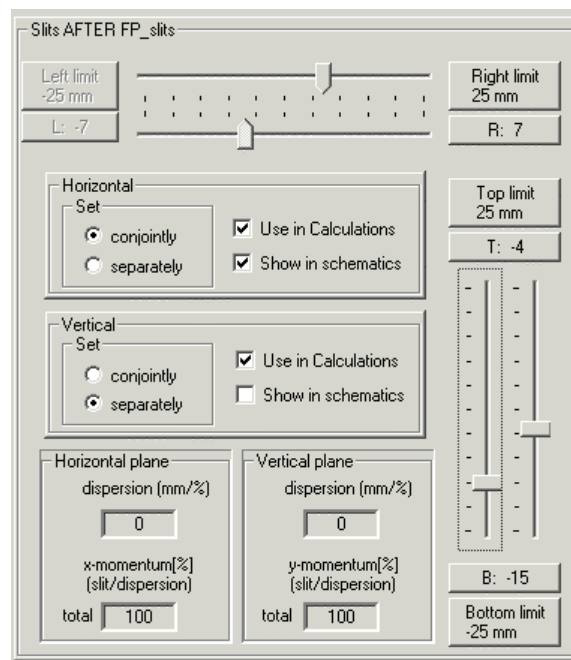 Slits AFTER FP_slits
Left limit
-25 mm
L: -7
Right limit
25 mm
R: 7
Horizontal
Set
conjointly
separately
Use in Calculations
Show in schematics
Top limit
25 mm
T: -4
Vertical
Set
conjointly
separately
Use in Calculations
Show in schematics
Horizontal plane
dispersion (mm/%)
0
x-momentum[%]
(slit/dispersion)
total 100
Vertical plane
dispersion (mm/%)
0
y-momentum[%]
(slit/dispersion)
total 100
B: -15
Bottom limit
-25 mm